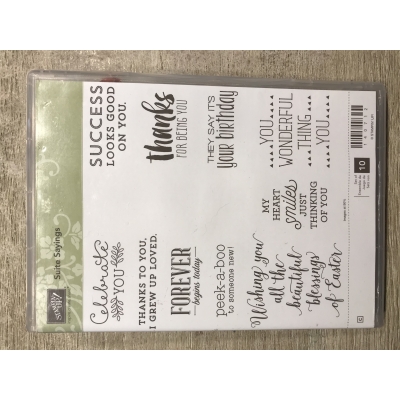 Suite Sayings
STAMPIN' UP!
Celebrate
YOU
THANKS TO YOU,
I GREW UP LOVED.
FOREVER
begins today
peek-a-boo
to someone new!
Wishing you
all the
beautiful
blessings
of Easter
SUCCESS
LOOKS GOOD
ON YOU.
thanks
FOR BEING YOU
THEY SAY IT'S
your birthday
YOU
WONDERFUL
THING
YOU
MY
HEART
smiles
JUST
THINKING
OF YOU
10